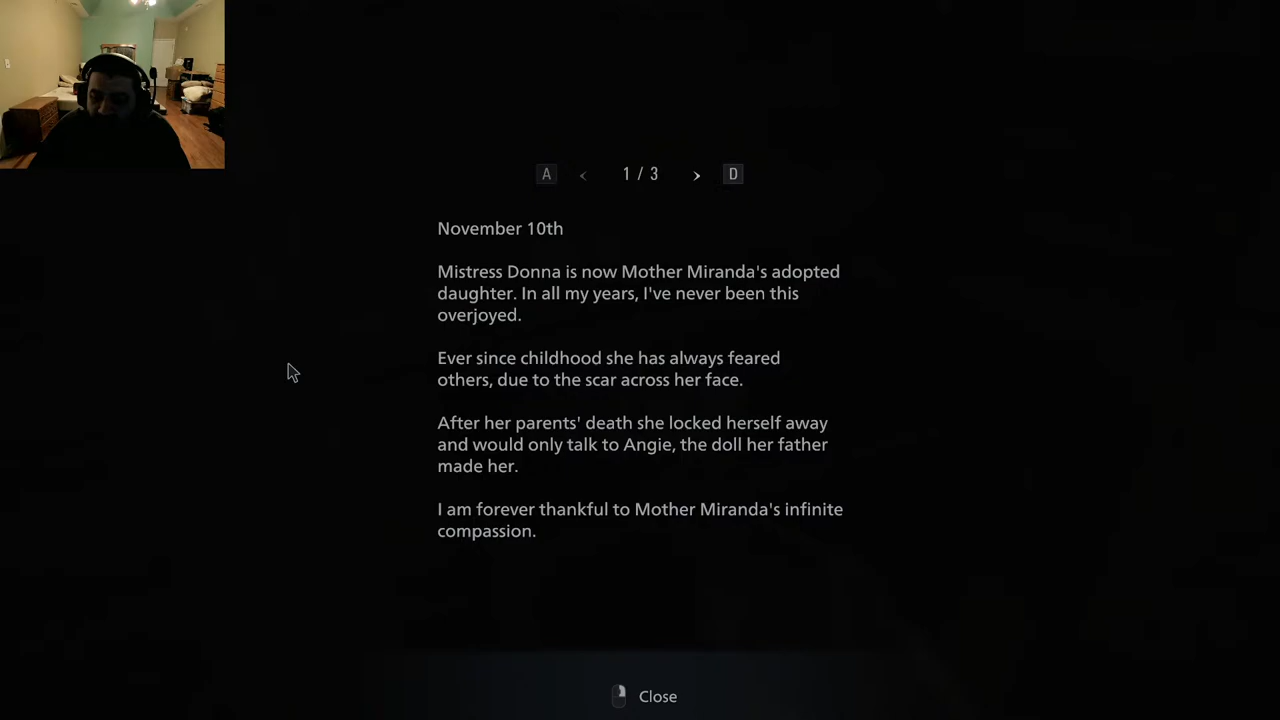 A < 1 / 3 > D
November 10th
Mistress Donna is now Mother Miranda's adopted
daughter. In all my years, I've never been this
overjoyed.
Ever since childhood she has always feared
others, due to the scar across her face.
After her parents' death she locked herself away
and would only talk to Angie, the doll her father
made her.
I am forever thankful to Mother Miranda's infinite
compassion.
Close